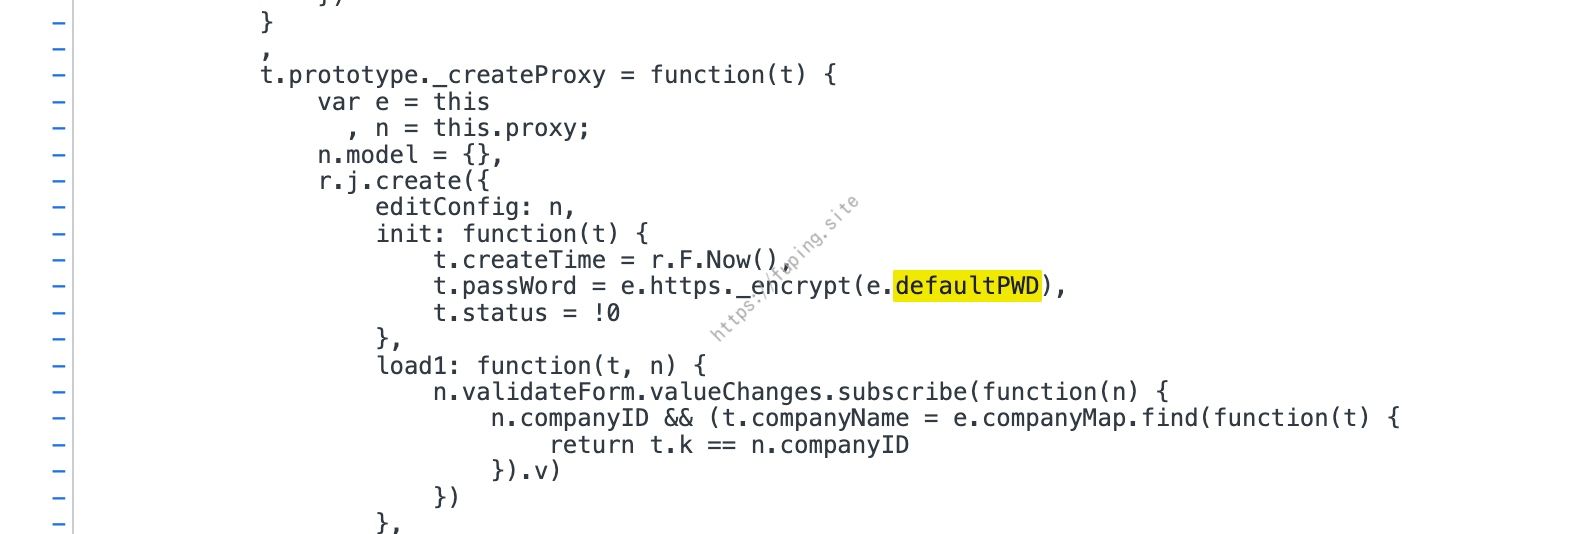 }
,
t.prototype._createProxy = function(t) {
var e = this
, n = this.proxy;
n.model = {},
r.j.create({
editConfig: n,
init: function(t) {
t.createTime = r.F.Now(),
t.passWord = e.https._encrypt(e.defaultPWD),
t.status = !0
},
load1: function(t, n) {
n.validateForm.valueChanges.subscribe(function(n) {
n.companyID && (t.companyName = e.companyMap.find(function(t) {
return t.k == n.companyID
}).v)
})
},
https://fuping.site